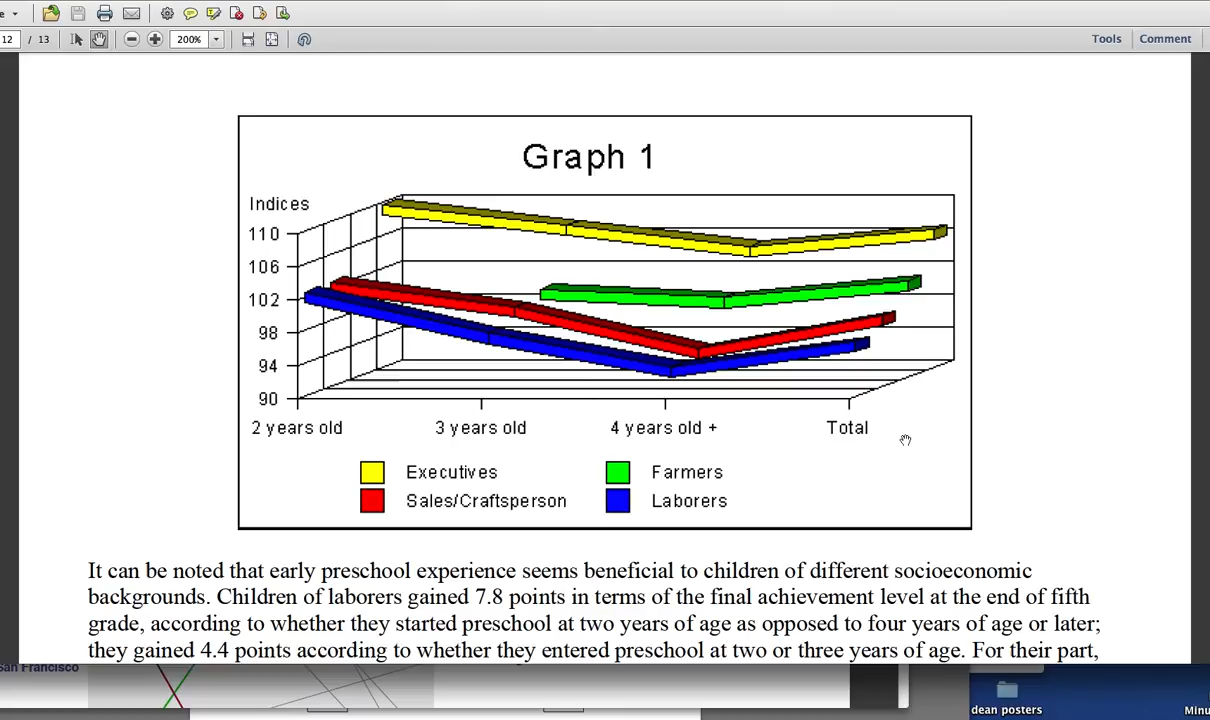 12 / 13
200%
Tools
Comment
Graph 1
Indices
110
106
102
98
94
90
2 years old
3 years old
4 years old +
Total
Executives
Farmers
Sales/Craftsperson
Laborers
It can be noted that early preschool experience seems beneficial to children of different socioeconomic
backgrounds. Children of laborers gained 7.8 points in terms of the final achievement level at the end of fifth
grade, according to whether they started preschool at two years of age as opposed to four years of age or later;
they gained 4.4 points according to whether they entered preschool at two or three years of age. For their part,
San Francisco
dean posters